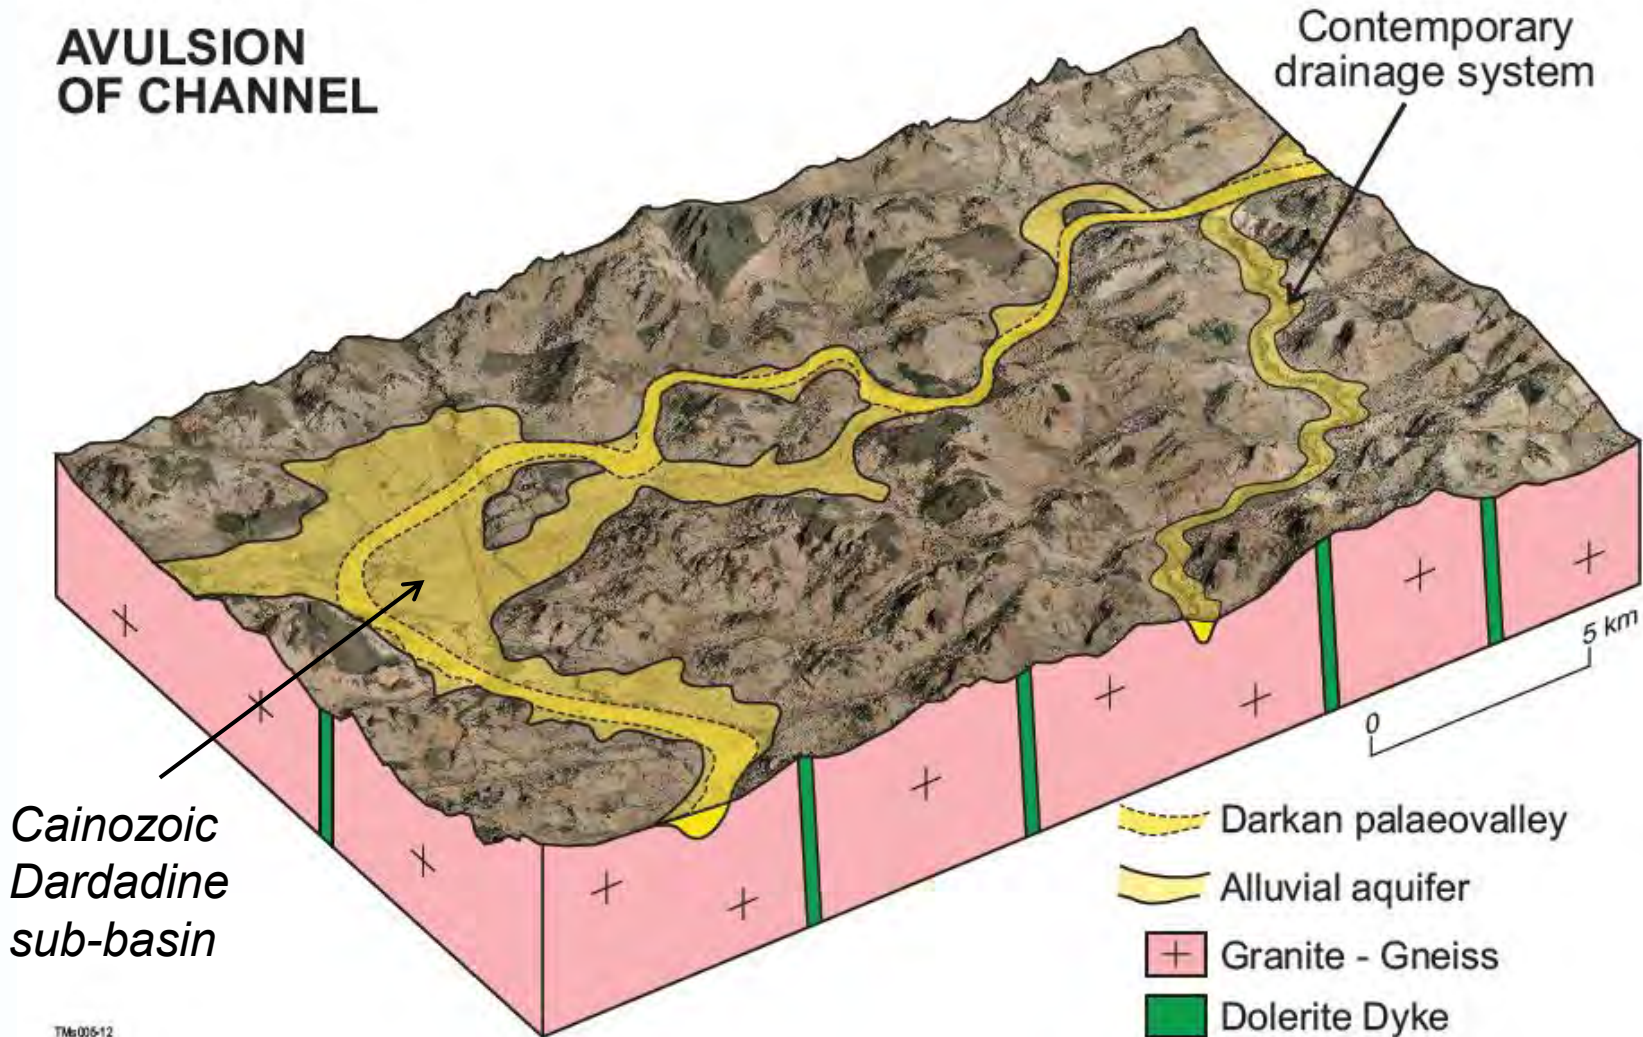 AVULSION
OF CHANNEL
Contemporary
drainage system
Cainozoic
Dardadine
sub-basin
5 km
0
Darkan palaeovalley
Alluvial aquifer
Granite - Gneiss
Dolerite Dyke